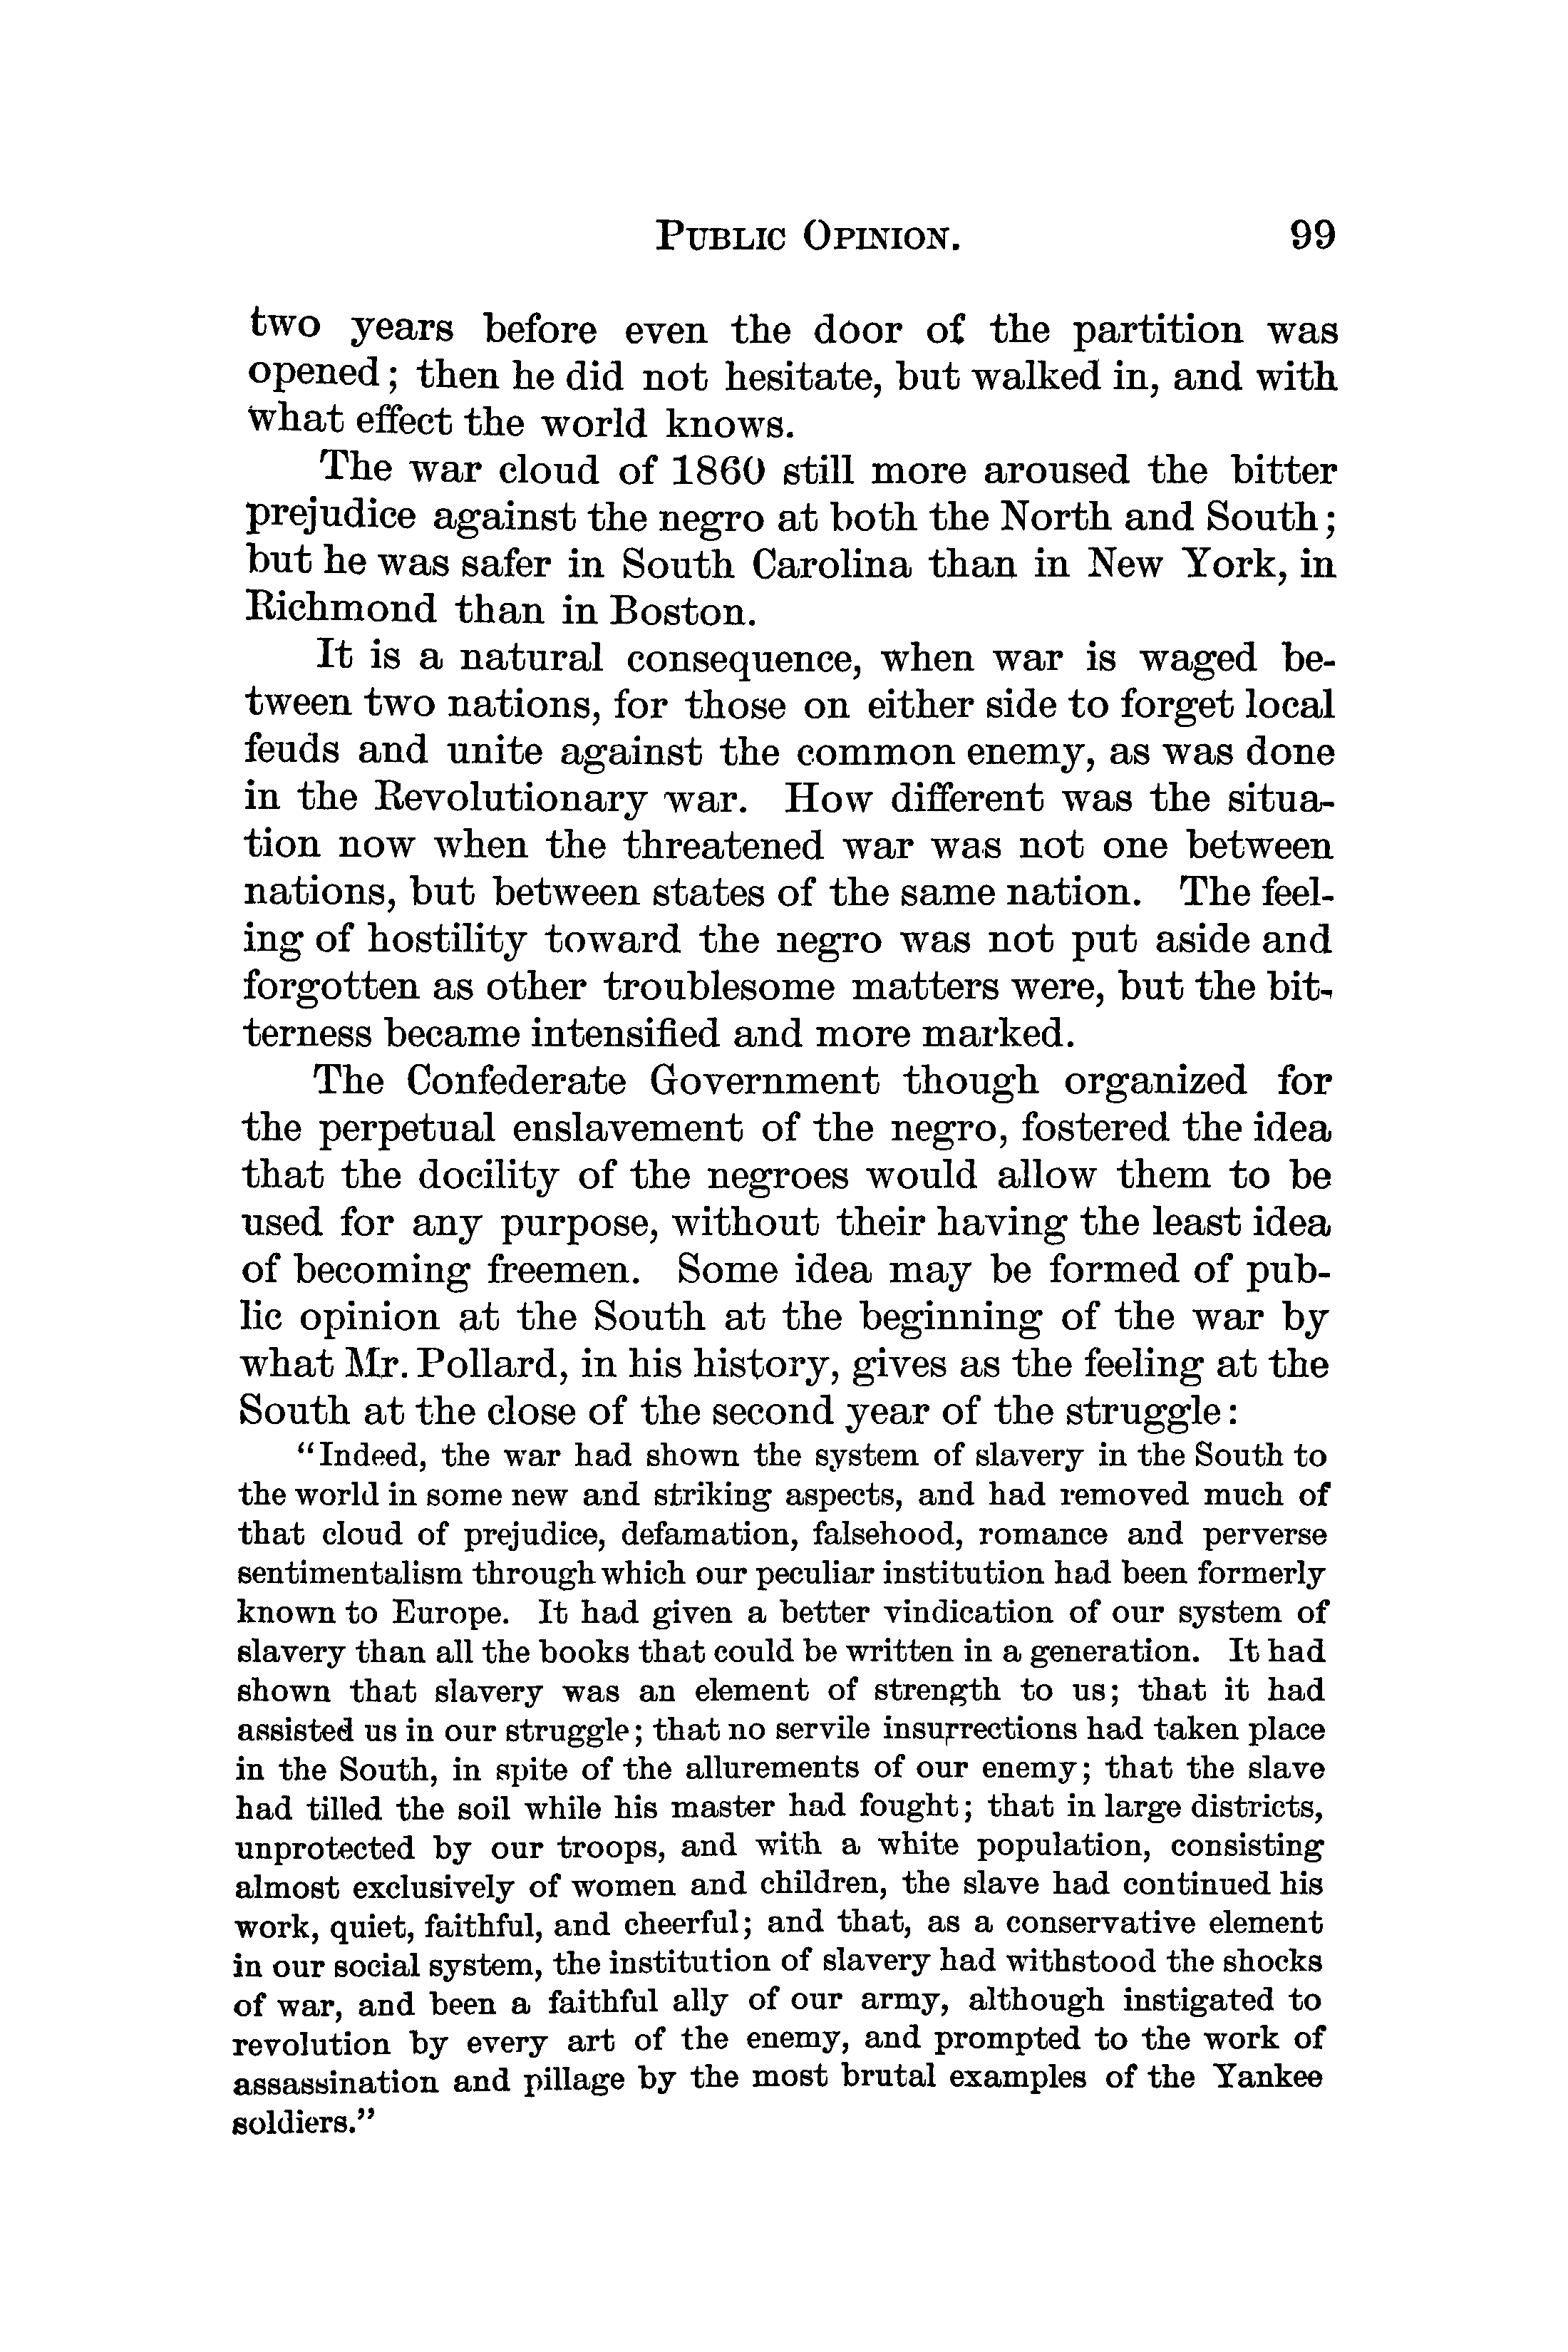 PUBLIC OPINION. 99
two years before even the door of the partition was
opened; then he did not hesitate, but walked in, and with
what effect the world knows.
The war cloud of 1860 still more aroused the bitter
prejudice against the negro at both the North and South;
but he was safer in South Carolina than in New York, in
Richmond than in Boston.
It is a natural consequence, when war is waged be-
tween two nations, for those on either side to forget local
feuds and unite against the common enemy, as was done
in the Revolutionary war. How different was the situa-
tion now when the threatened war was not one between
nations, but between states of the same nation. The feel-
ing of hostility toward the negro was not put aside and
forgotten as other troublesome matters were, but the bit-
terness became intensified and more marked.
The Confederate Government though organized for
the perpetual enslavement of the negro, fostered the idea
that the docility of the negroes would allow them to be
used for any purpose, without their having the least idea
of becoming freemen. Some idea may be formed of pub-
lic opinion at the South at the beginning of the war by
what Mr. Pollard, in his history, gives as the feeling at the
South at the close of the second year of the struggle:
"Indeed, the war had shown the system of slavery in the South to
the world in some new and striking aspects, and had removed much of
that cloud of prejudice, defamation, falsehood, romance and perverse
sentimentalism through which our peculiar institution had been formerly
known to Europe. It had given a better vindication of our system of
slavery than all the books that could be written in a generation. It had
shown that slavery was an element of strength to us; that it had
assisted us in our struggle; that no servile insurrections had taken place
in the South, in spite of the allurements of our enemy; that the slave
had tilled the soil while his master had fought; that in large districts,
unprotected by our troops, and with a white population, consisting
almost exclusively of women and children, the slave had continued his
work, quiet, faithful, and cheerful; and that, as a conservative element
in our social system, the institution of slavery had withstood the shocks
of war, and been a faithful ally of our army, although instigated to
revolution by every art of the enemy, and prompted to the work of
assassination and pillage by the most brutal examples of the Yankee
soldiers."